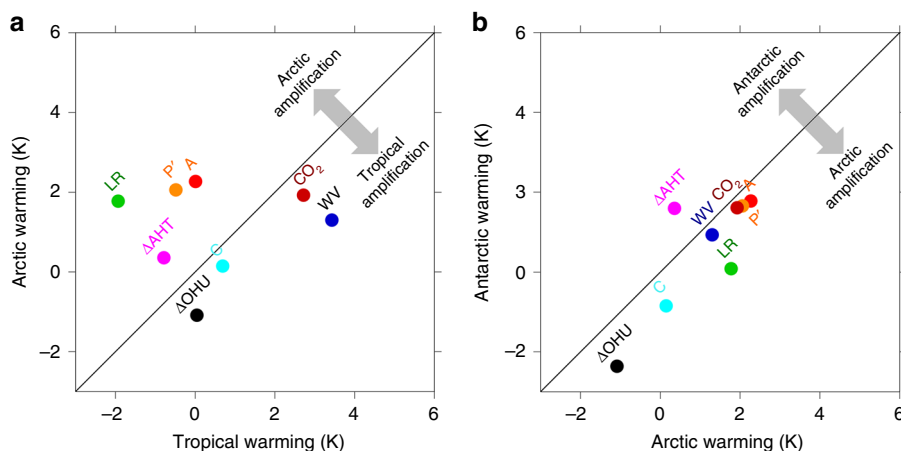 a
6
4
2
0
−2
Arctic warming (K)
−2
0
2
4
6
Tropical warming (K)
Arctic
amplification
Tropical
amplification
LR
P′
A
CO₂
WV
ΔAHT
C
ΔOHU
b
6
4
3
0
−2
Antarctic warming (K)
−2
0
2
4
6
Arctic warming (K)
Antarctic
amplification
Arctic
amplification
ΔAHT
WV
CO₂
A
P′
LR
C
ΔOHU